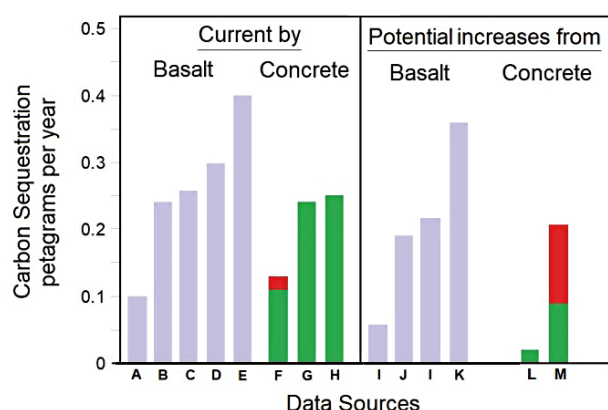 Carbon Sequestration
petagrams per year
0.5
0.4
0.3
0.2
0.1
0
Current by
Basalt
Concrete
Potential increases from
Basalt
Concrete
A B C D E F G H I J I K L M
Data Sources